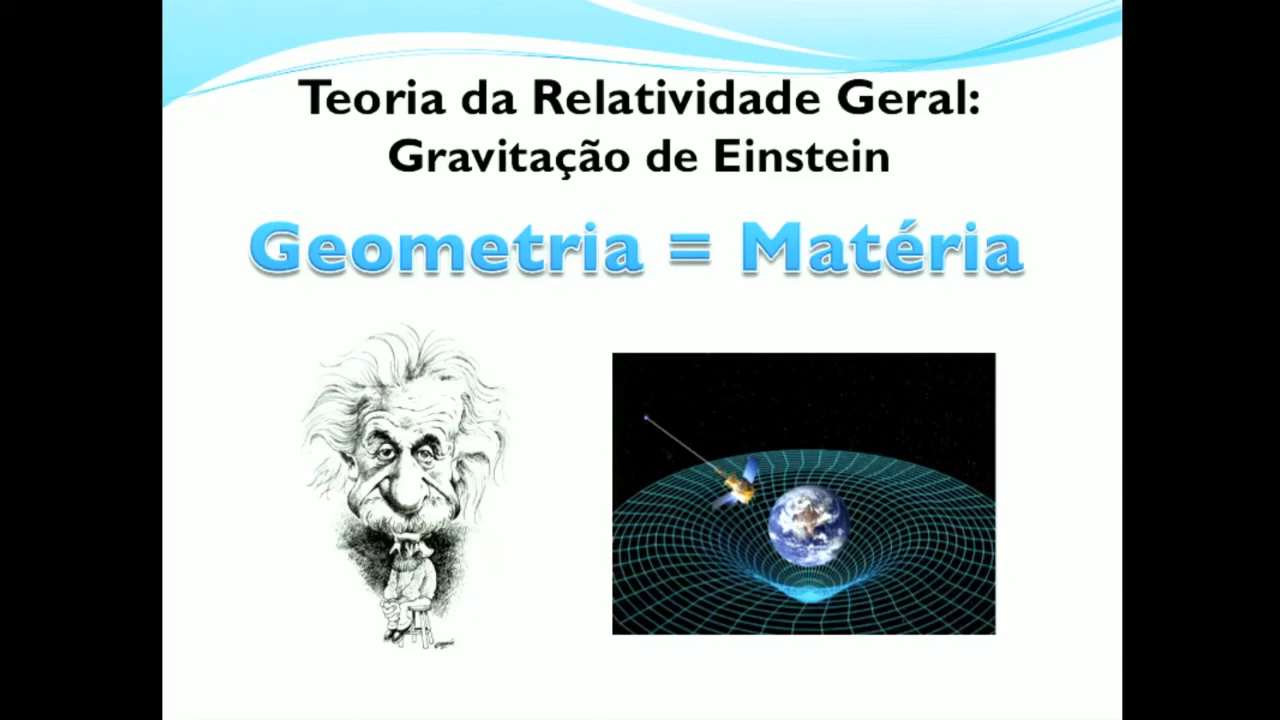 Teoria da Relatividade Geral:
Gravitação de Einstein
Geometria = Matéria